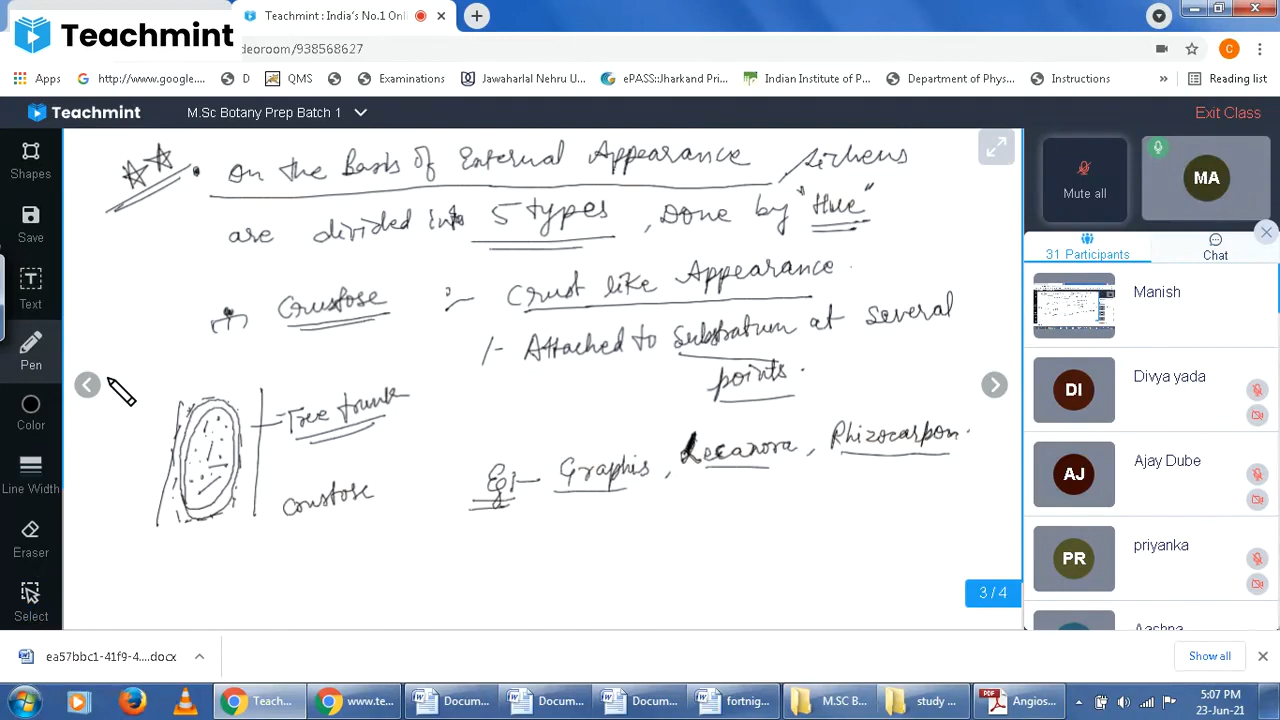 Teachmint
Teachmint : India's No.1 Onli
deoroom/938568627
Apps
http://www.google....
D
QMS
Examinations
Jawaharlal Nehru U...
ePASS::Jharkand Pri...
Indian Institute of P...
Department of Phys...
Instructions
»
Reading list
Teachmint
M.Sc Botany Prep Batch 1
Exit Class
Shapes
Save
Text
Pen
Color
Line Width
Eraser
Select
On the Basis of External Appearance, Lichens
are divided into 5 types, Done by "Hue"
Crustose :- Crust like Appearance.
/- Attached to substratum at several
points.
Tree trunk
Crustose
Eg:- Graphis, Lecanora, Rhizocarpon.
3 / 4
Mute all
MA
31 Participants
Chat
Manish
DI
Divya yada
AJ
Ajay Dube
PR
priyanka
Aashna
ea57bbc1-41f9-4....docx
Show all
Teach...
www.te...
Docum...
Docum...
Docum...
fortnig...
M.SC B...
study ...
Angios...
5:07 PM
23-Jun-21